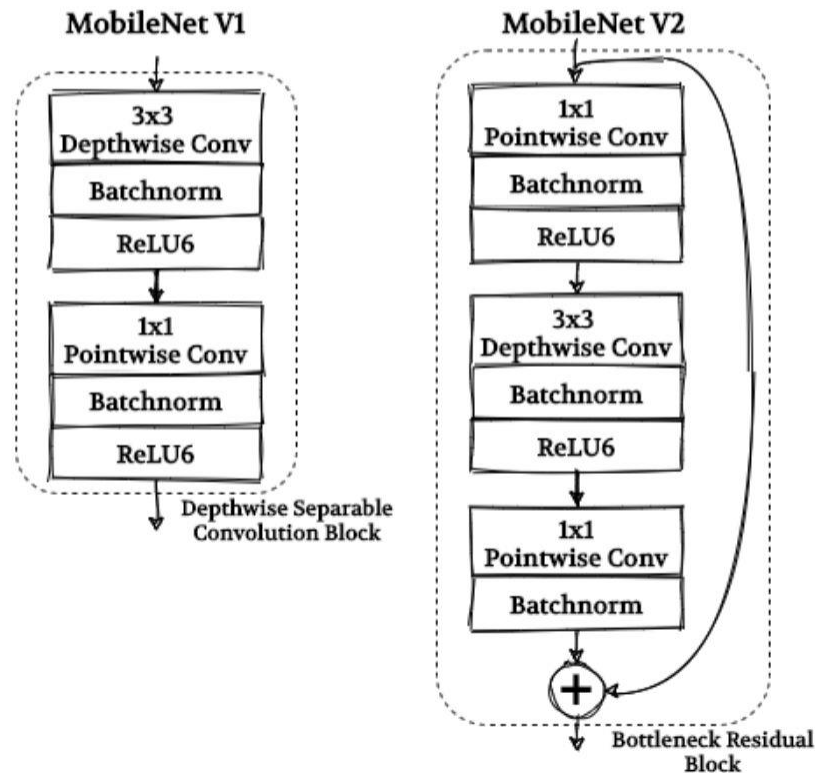 MobileNet V1
3x3
Depthwise Conv
Batchnorm
ReLU6
1x1
Pointwise Conv
Batchnorm
ReLU6
Depthwise Separable
Convolution Block
MobileNet V2
1x1
Pointwise Conv
Batchnorm
ReLU6
3x3
Depthwise Conv
Batchnorm
ReLU6
1x1
Pointwise Conv
Batchnorm
+
Bottleneck Residual
Block